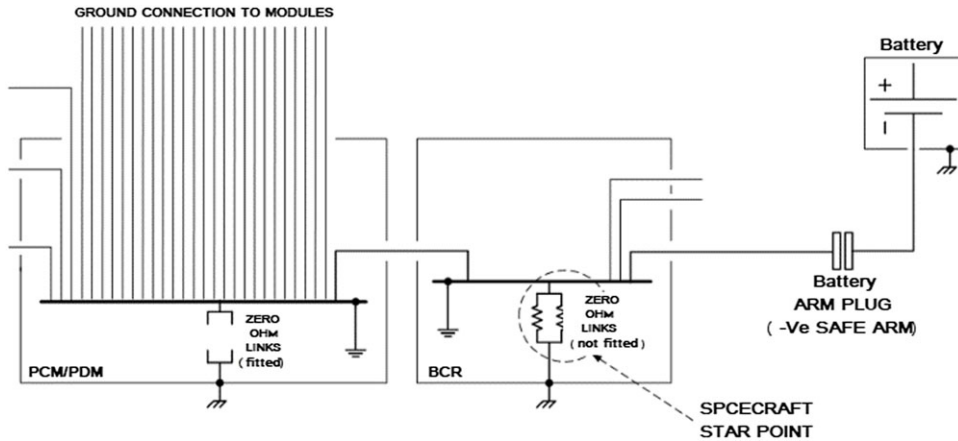 GROUND CONNECTION TO MODULES
Battery
+
-
ZERO
OHM
LINKS
(fitted)
PCM/PDM
ZERO
OHM
LINKS
(not fitted)
BCR
Battery
ARM PLUG
( -Ve SAFE ARM)
SPCECRAFT
STAR POINT